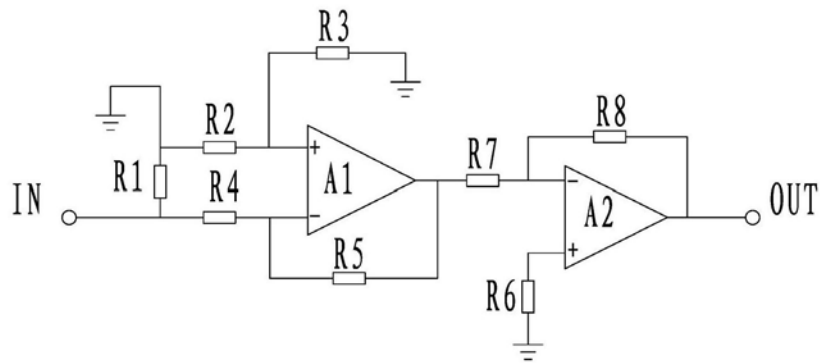 R3
R2
R1
R4
IN
+
A1
−
R5
R7
R8
−
A2
+
R6
OUT